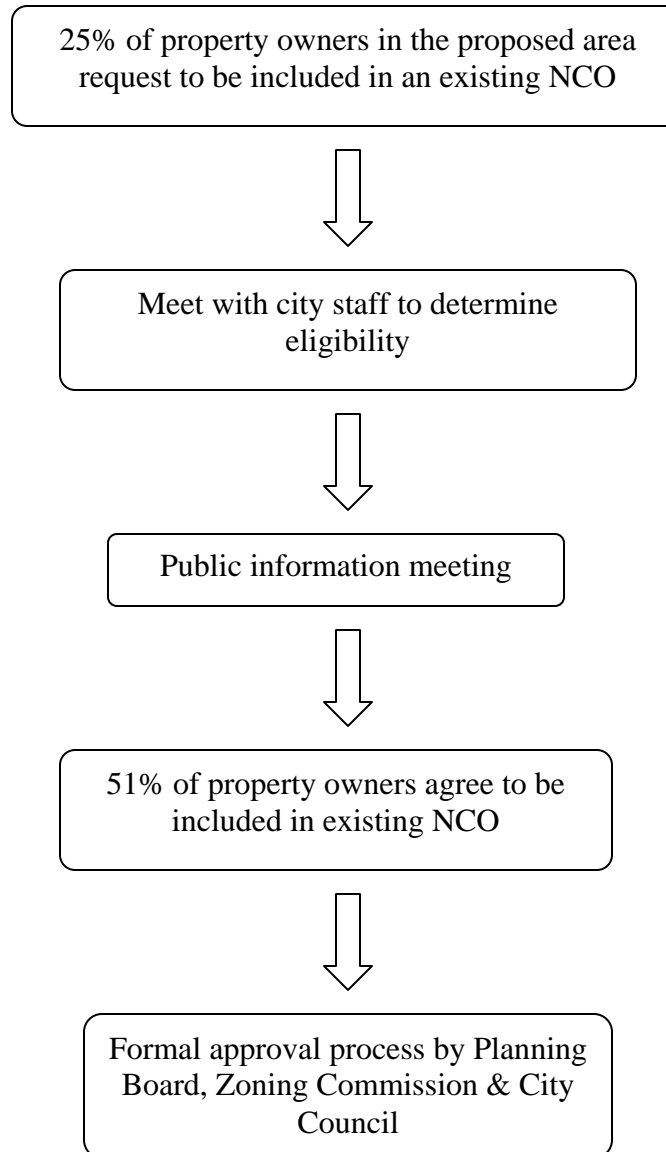 25% of property owners in the proposed area
request to be included in an existing NCO
Meet with city staff to determine
eligibility
Public information meeting
51% of property owners agree to be
included in existing NCO
Formal approval process by Planning
Board, Zoning Commission & City
Council